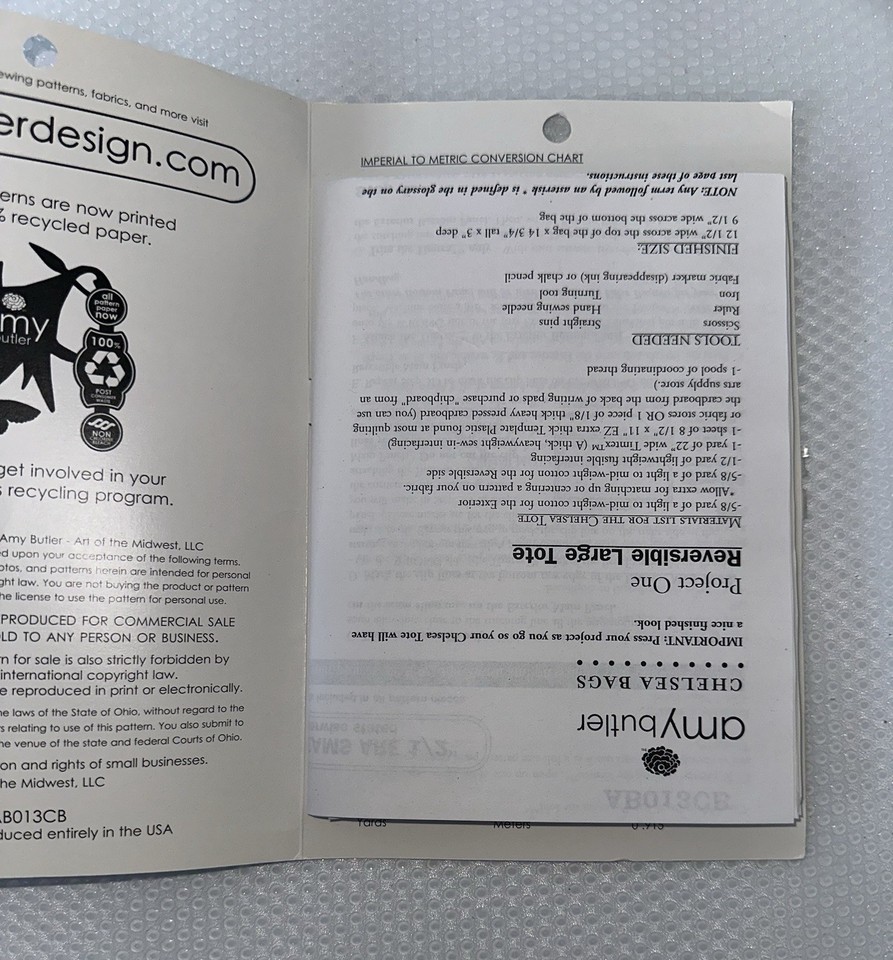 ewing patterns, fabrics, and more visit
erdesign.com
erns are now printed
% recycled paper.
all
pattern
paper
now
my
utler
100%
POST
CONSUMER
WASTE
NON
CHLORINE
BLEACH
get involved in your
s recycling program.
Amy Butler - Art of the Midwest, LLC
ed upon your acceptance of the following terms.
otos, and patterns herein are intended for personal
ght law. You are not buying the product or pattern
he license to use the pattern for personal use.
PRODUCED FOR COMMERCIAL SALE
LD TO ANY PERSON OR BUSINESS.
rn for sale is also strictly forbidden by
international copyright law.
e reproduced in print or electronically.
he laws of the State of Ohio, without regard to the
s relating to use of this pattern. You also submit to
he venue of the state and federal Courts of Ohio.
on and rights of small businesses.
he Midwest, LLC
AB013CB
duced entirely in the USA
IMPERIAL TO METRIC CONVERSION CHART
amybutler
CHELSEA BAGS
IMPORTANT: Press your project as you go so your Chelsea Tote will have
a nice finished look.
Project One
Reversible Large Tote
MATERIALS LIST FOR THE CHELSEA TOTE
-5/8 yard of a light to mid-weight cotton for the Exterior
*Allow extra for matching up or centering a pattern on your fabric.
-5/8 yard of a light to mid-weight cotton for the Reversible side
-1/2 yard of lightweight fusible interfacing
-1 yard of 22" wide Timtex™ (A thick, heavyweight sew-in interfacing)
-1 sheet of 8 1/2" x 11" EZ extra thick Template Plastic found at most quilting
or fabric stores OR 1 piece of 1/8" thick heavy pressed cardboard (you can use
the cardboard from the back of writing pads or purchase "chipboard" from an
arts supply store.)
-1 spool of coordinating thread
TOOLS NEEDED
Scissors Straight pins
Ruler Hand sewing needle
Iron Turning tool
Fabric marker (disappearing ink) or chalk pencil
FINISHED SIZE:
12 1/2" wide across the top of the bag x 14 3/4" tall x 3" deep
9 1/2" wide across the bottom of the bag
NOTE: Any term followed by an asterisk * is defined in the glossary on the
last page of these instructions.
AB013CB
Yards Meters 0.915